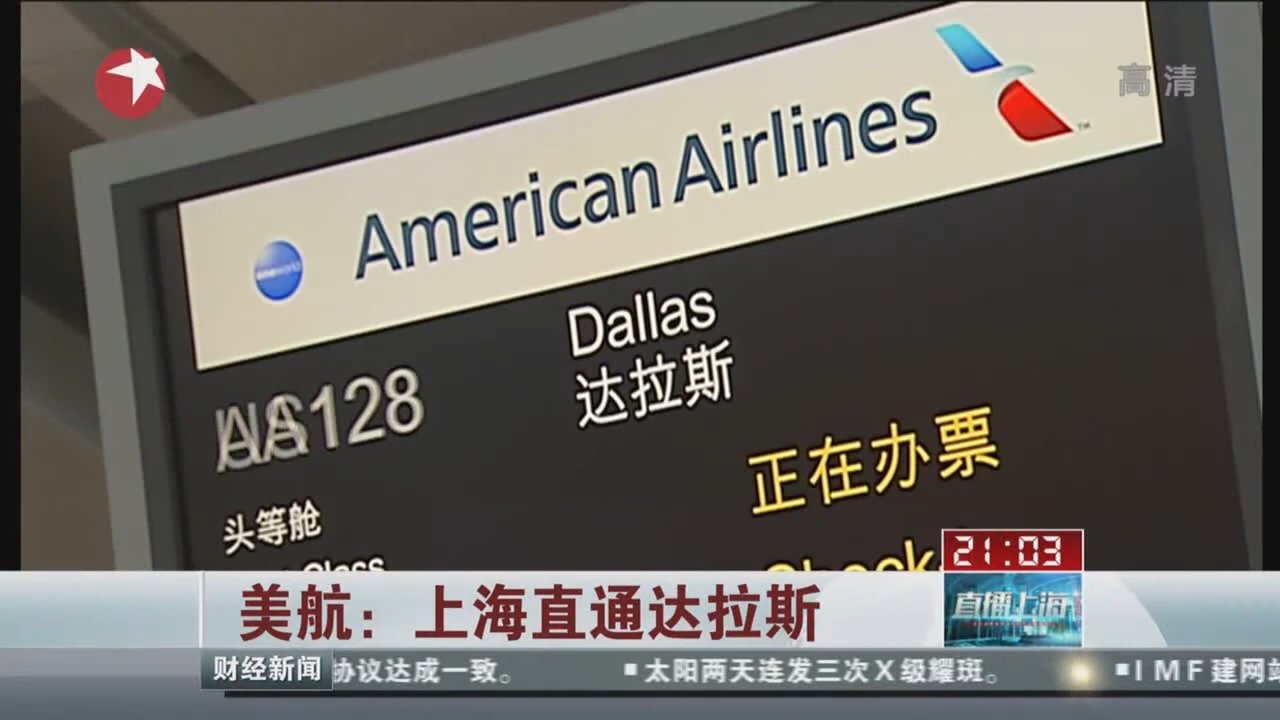 高清
American Airlines
oneworld
Dallas
达拉斯
128
正在办票
头等舱
Class
21:03
美航：上海直通达拉斯
直播上海
财经新闻
协议达成一致。 ■太阳两天连发三次X级耀斑。 ■IMF建网站